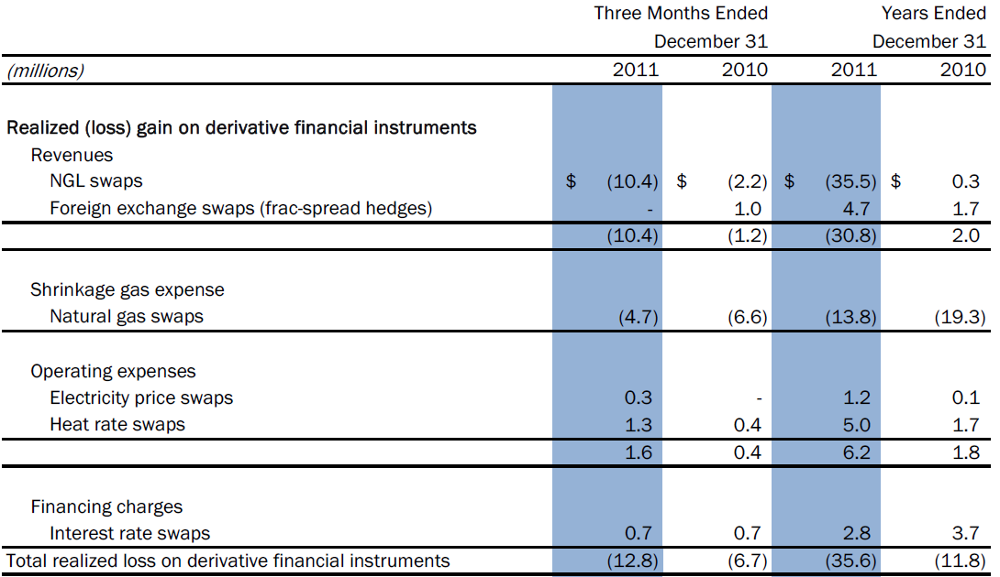 Three Months Ended Years Ended
December 31 December 31
(millions) 2011 2010 2011 2010
Realized (loss) gain on derivative financial instruments
Revenues
NGL swaps $ (10.4) $ (2.2) $ (35.5) $ 0.3
Foreign exchange swaps (frac-spread hedges) - 1.0 4.7 1.7
(10.4) (1.2) (30.8) 2.0
Shrinkage gas expense
Natural gas swaps (4.7) (6.6) (13.8) (19.3)
Operating expenses
Electricity price swaps 0.3 - 1.2 0.1
Heat rate swaps 1.3 0.4 5.0 1.7
1.6 0.4 6.2 1.8
Financing charges
Interest rate swaps 0.7 0.7 2.8 3.7
Total realized loss on derivative financial instruments (12.8) (6.7) (35.6) (11.8)